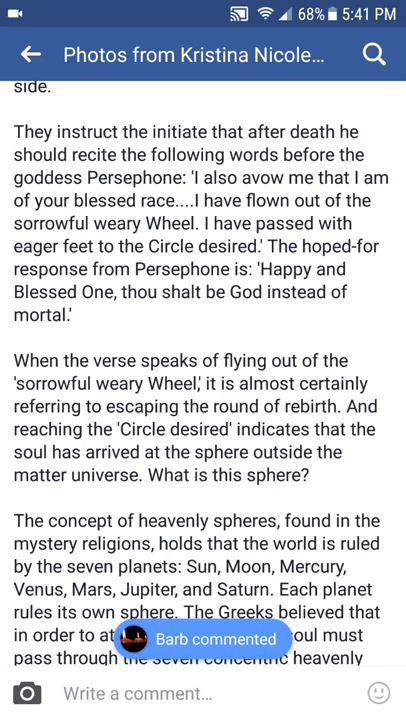 68% 5:41 PM
Photos from Kristina Nicole...
side.
They instruct the initiate that after death he
should recite the following words before the
goddess Persephone: 'I also avow me that I am
of your blessed race....I have flown out of the
sorrowful weary Wheel. I have passed with
eager feet to the Circle desired.' The hoped-for
response from Persephone is: 'Happy and
Blessed One, thou shalt be God instead of
mortal.'
When the verse speaks of flying out of the
'sorrowful weary Wheel,' it is almost certainly
referring to escaping the round of rebirth. And
reaching the 'Circle desired' indicates that the
soul has arrived at the sphere outside the
matter universe. What is this sphere?
The concept of heavenly spheres, found in the
mystery religions, holds that the world is ruled
by the seven planets: Sun, Moon, Mercury,
Venus, Mars, Jupiter, and Saturn. Each planet
rules its own sphere. The Greeks believed that
in order to at Barb commented soul must
pass through the seven concentric heavenly
Write a comment...